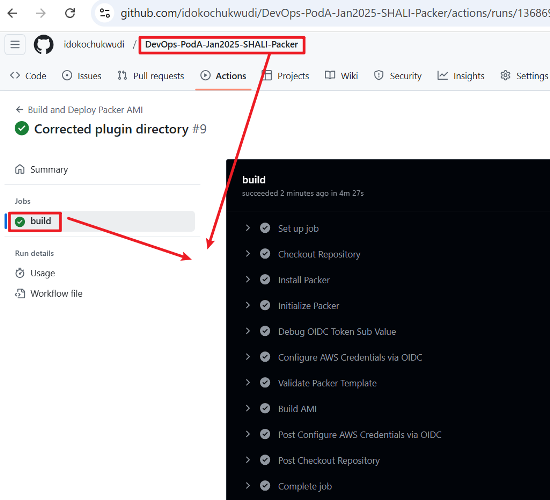 github.com/idokochukwudi/DevOps-PodA-Jan2025-SHALI-Packer/actions/runs/13689
idokochukwudi / DevOps-PodA-Jan2025-SHALI-Packer
Code Issues Pull requests Actions Projects Wiki Security Insights Settings
← Build and Deploy Packer AMI
Corrected plugin directory #9
Summary
Jobs
build
Run details
Usage
Workflow file
build
succeeded 2 minutes ago in 4m 27s
Set up job
Checkout Repository
Install Packer
Initialize Packer
Debug OIDC Token Sub Value
Configure AWS Credentials via OIDC
Validate Packer Template
Build AMI
Post Configure AWS Credentials via OIDC
Post Checkout Repository
Complete job